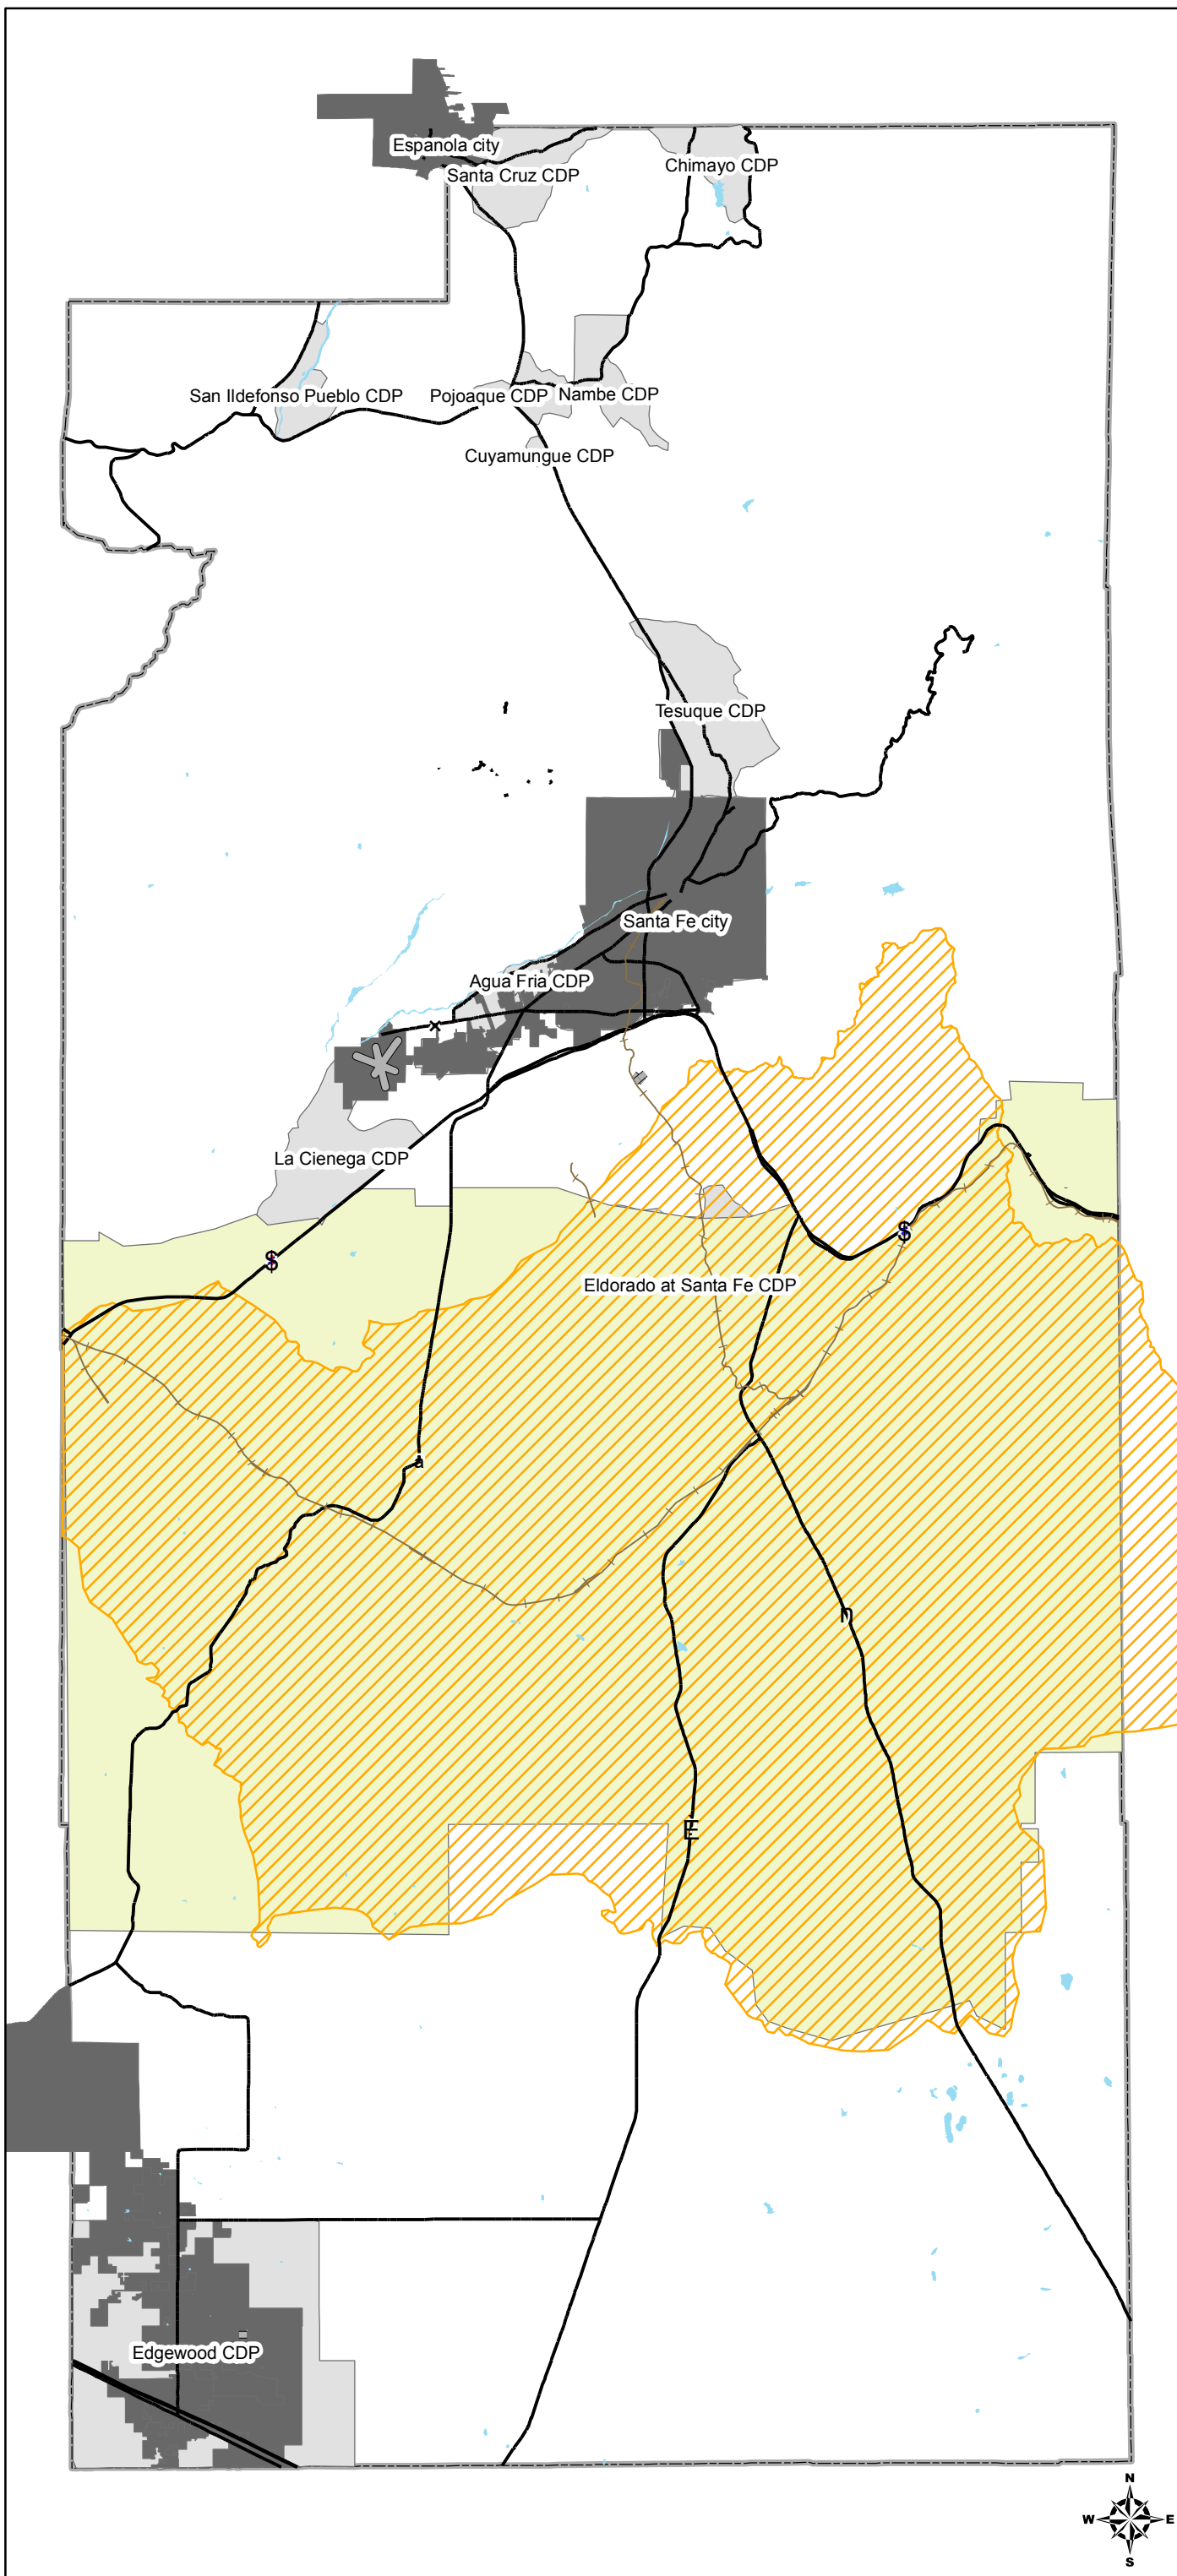 Espanola city
Santa Cruz CDP
Chimayo CDP
San Ildefonso Pueblo CDP
Pojoaque CDP
Nambe CDP
Cuyamungue CDP
Tesuque CDP
Santa Fe city
Agua Fria CDP
La Cienega CDP
$
$
Eldorado at Santa Fe CDP
a
E
Edgewood CDP
N
W
E
S